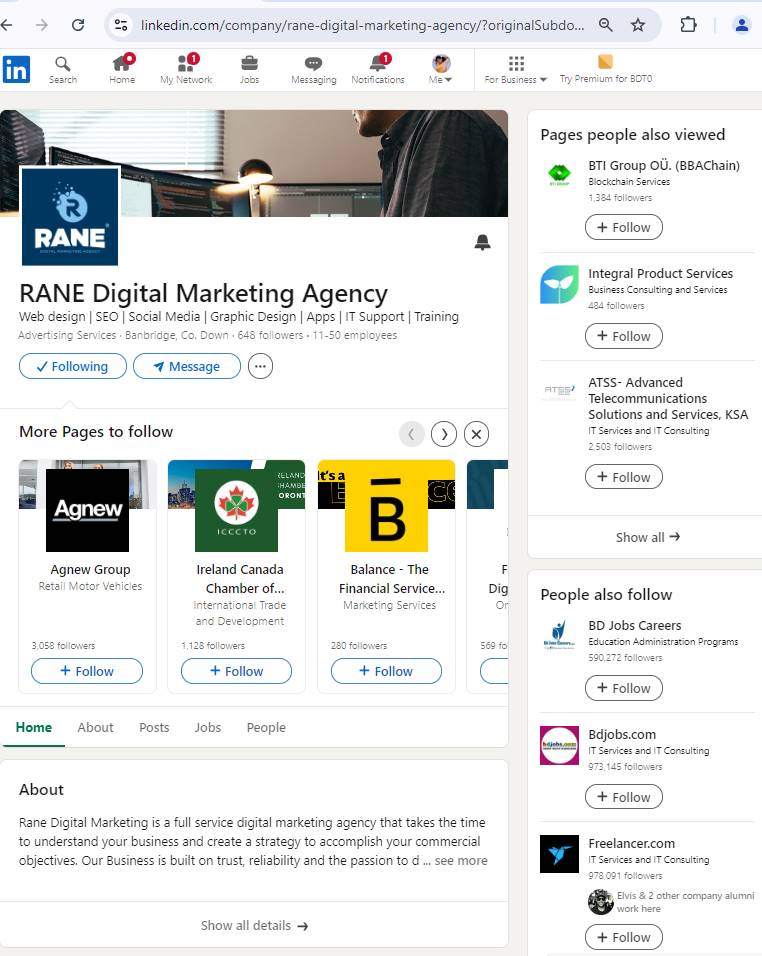 linkedin.com/company/rane-digital-marketing-agency/?originalSubdo...
in
Search
Home
1
My Network
Jobs
Messaging
1
Notifications
Me
For Business
Try Premium for BDT0
R
RANE
DIGITAL MARKETING AGENCY
RANE Digital Marketing Agency
Web design | SEO | Social Media | Graphic Design | Apps | IT Support | Training
Advertising Services · Banbridge, Co. Down · 648 followers · 11-50 employees
Following
Message
More Pages to follow
Agnew
Agnew Group
Retail Motor Vehicles
3,058 followers
+ Follow
ICCCTO
Ireland Canada
Chamber of...
International Trade
and Development
1,128 followers
+ Follow
It's a
B
Balance - The
Financial Service...
Marketing Services
280 followers
+ Follow
F
Dig
Or
569 fo
Home
About
Posts
Jobs
People
About
Rane Digital Marketing is a full service digital marketing agency that takes the time
to understand your business and create a strategy to accomplish your commercial
objectives. Our Business is built on trust, reliability and the passion to d ... see more
Show all details →
Pages people also viewed
BTI GROUP
BTI Group OÜ. (BBAChain)
Blockchain Services
1,384 followers
+ Follow
Integral Product Services
Business Consulting and Services
484 followers
+ Follow
ATSS
ATSS- Advanced
Telecommunications
Solutions and Services, KSA
IT Services and IT Consulting
2,503 followers
+ Follow
Show all →
People also follow
BD Jobs Careers
Education Administration Programs
590,272 followers
+ Follow
bdjobs.com
Bdjobs.com
IT Services and IT Consulting
973,145 followers
+ Follow
Freelancer.com
IT Services and IT Consulting
978,091 followers
Elvis & 2 other company alumni
work here
+ Follow